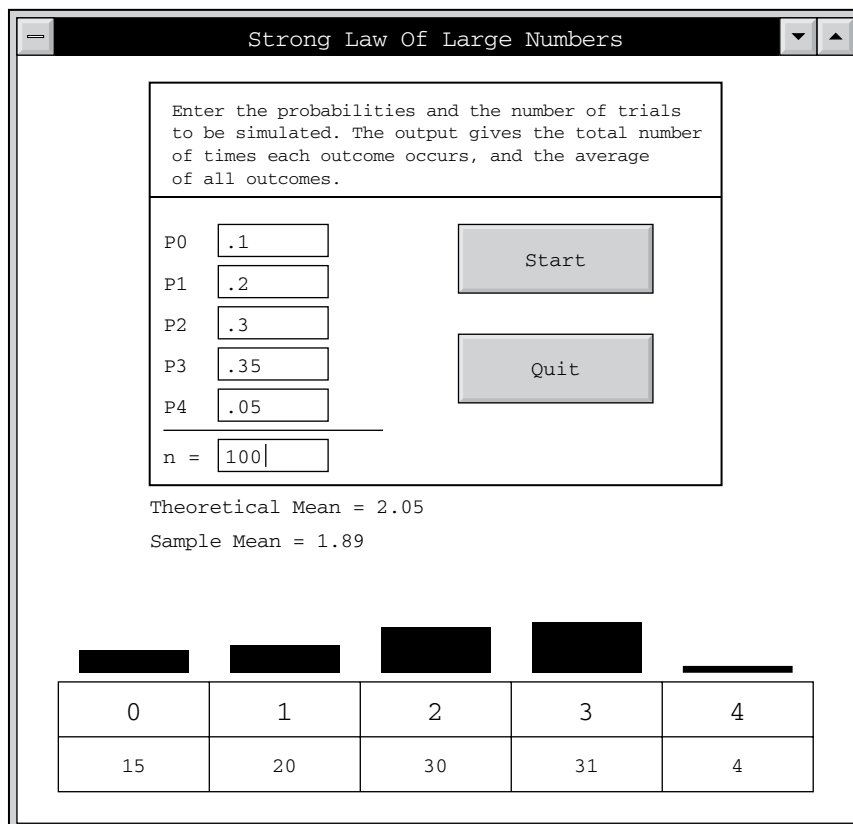 Strong Law Of Large Numbers
Enter the probabilities and the number of trials
to be simulated. The output gives the total number
of times each outcome occurs, and the average
of all outcomes.
P0 .1
P1 .2
P2 .3
P3 .35
P4 .05
n = 100
Start
Quit
Theoretical Mean = 2.05
Sample Mean = 1.89
0 1 2 3 4
15 20 30 31 4